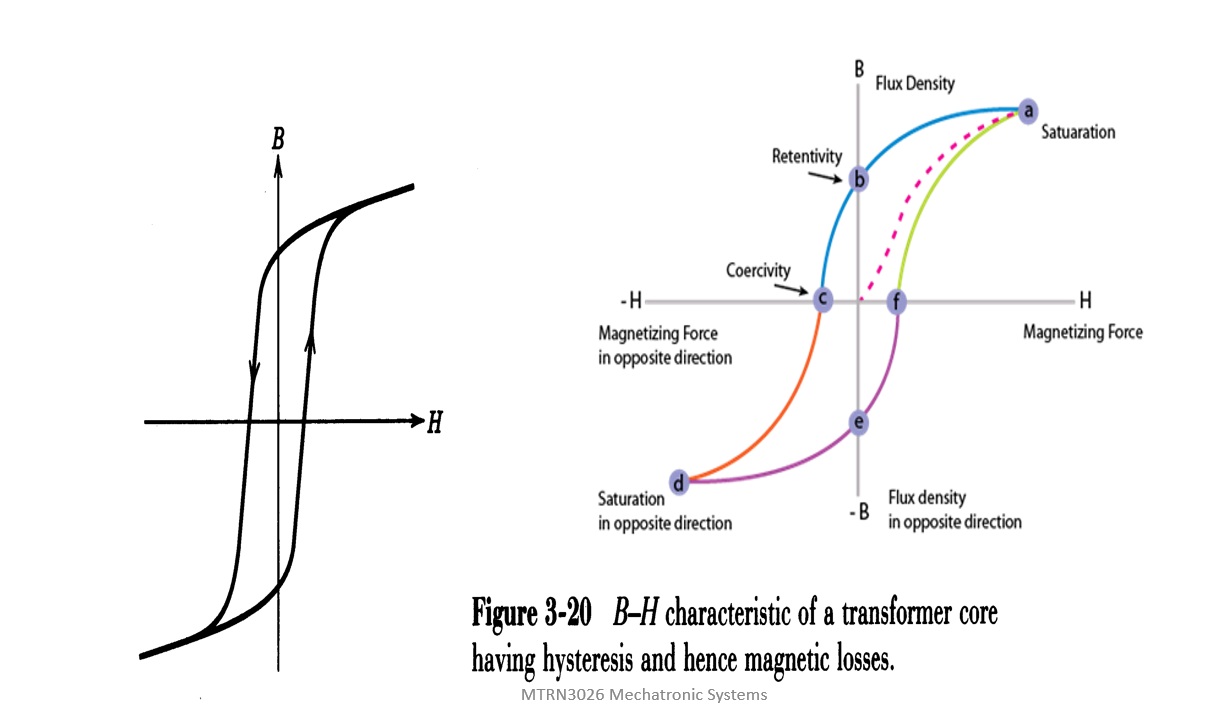 B
H
B
Flux Density
a
Satuaration
Retentivity
b
Coercivity
-H
c
f
H
Magnetizing Force
in opposite direction
Magnetizing Force
e
d
Saturation
in opposite direction
-B
Flux density
in opposite direction
Figure 3-20 B–H characteristic of a transformer core
having hysteresis and hence magnetic losses.
MTRN3026 Mechatronic Systems